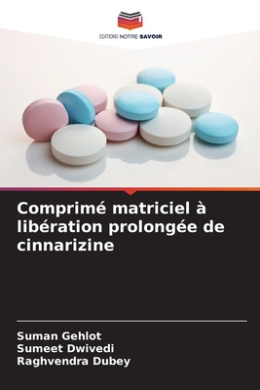 EDITIONS NOTRE SAVOIR
Comprimé matriciel à
libération prolongée de
cinnarizine
Suman Gehlot
Sumeet Dwivedi
Raghvendra Dubey